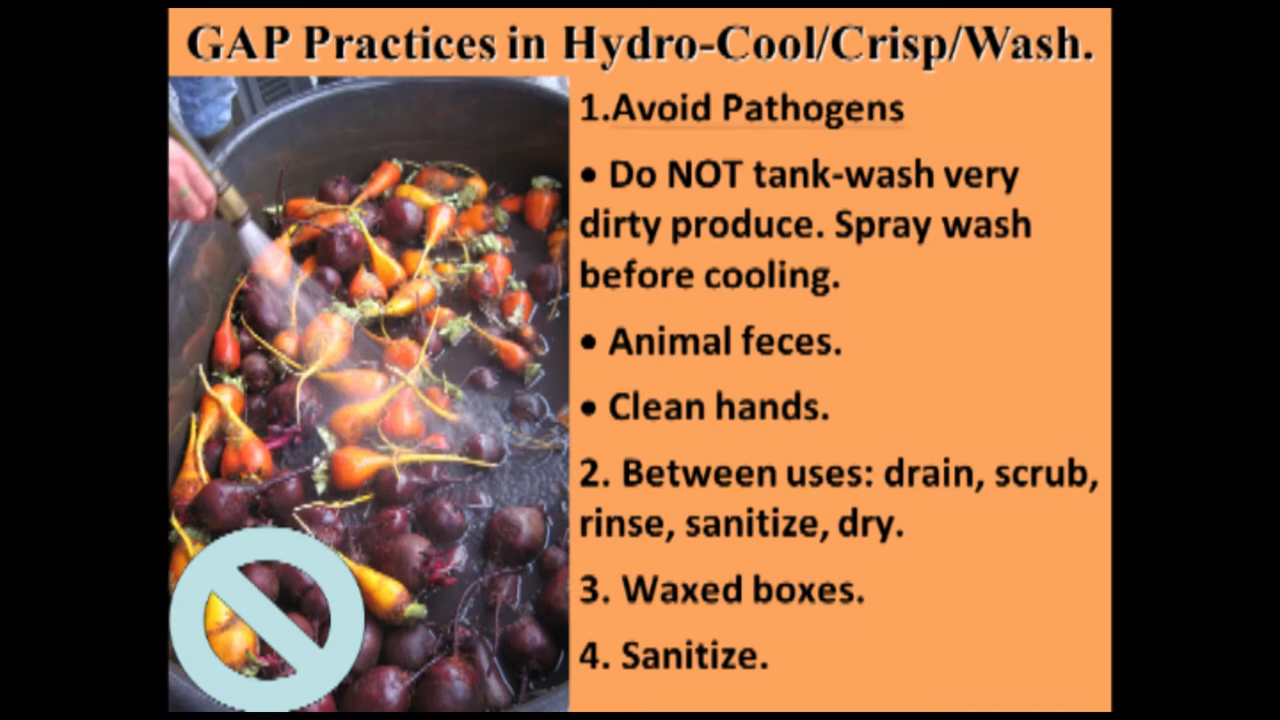 GAP Practices in Hydro-Cool/Crisp/Wash.
1.Avoid Pathogens
• Do NOT tank-wash very
dirty produce. Spray wash
before cooling.
• Animal feces.
• Clean hands.
2. Between uses: drain, scrub,
rinse, sanitize, dry.
3. Waxed boxes.
4. Sanitize.